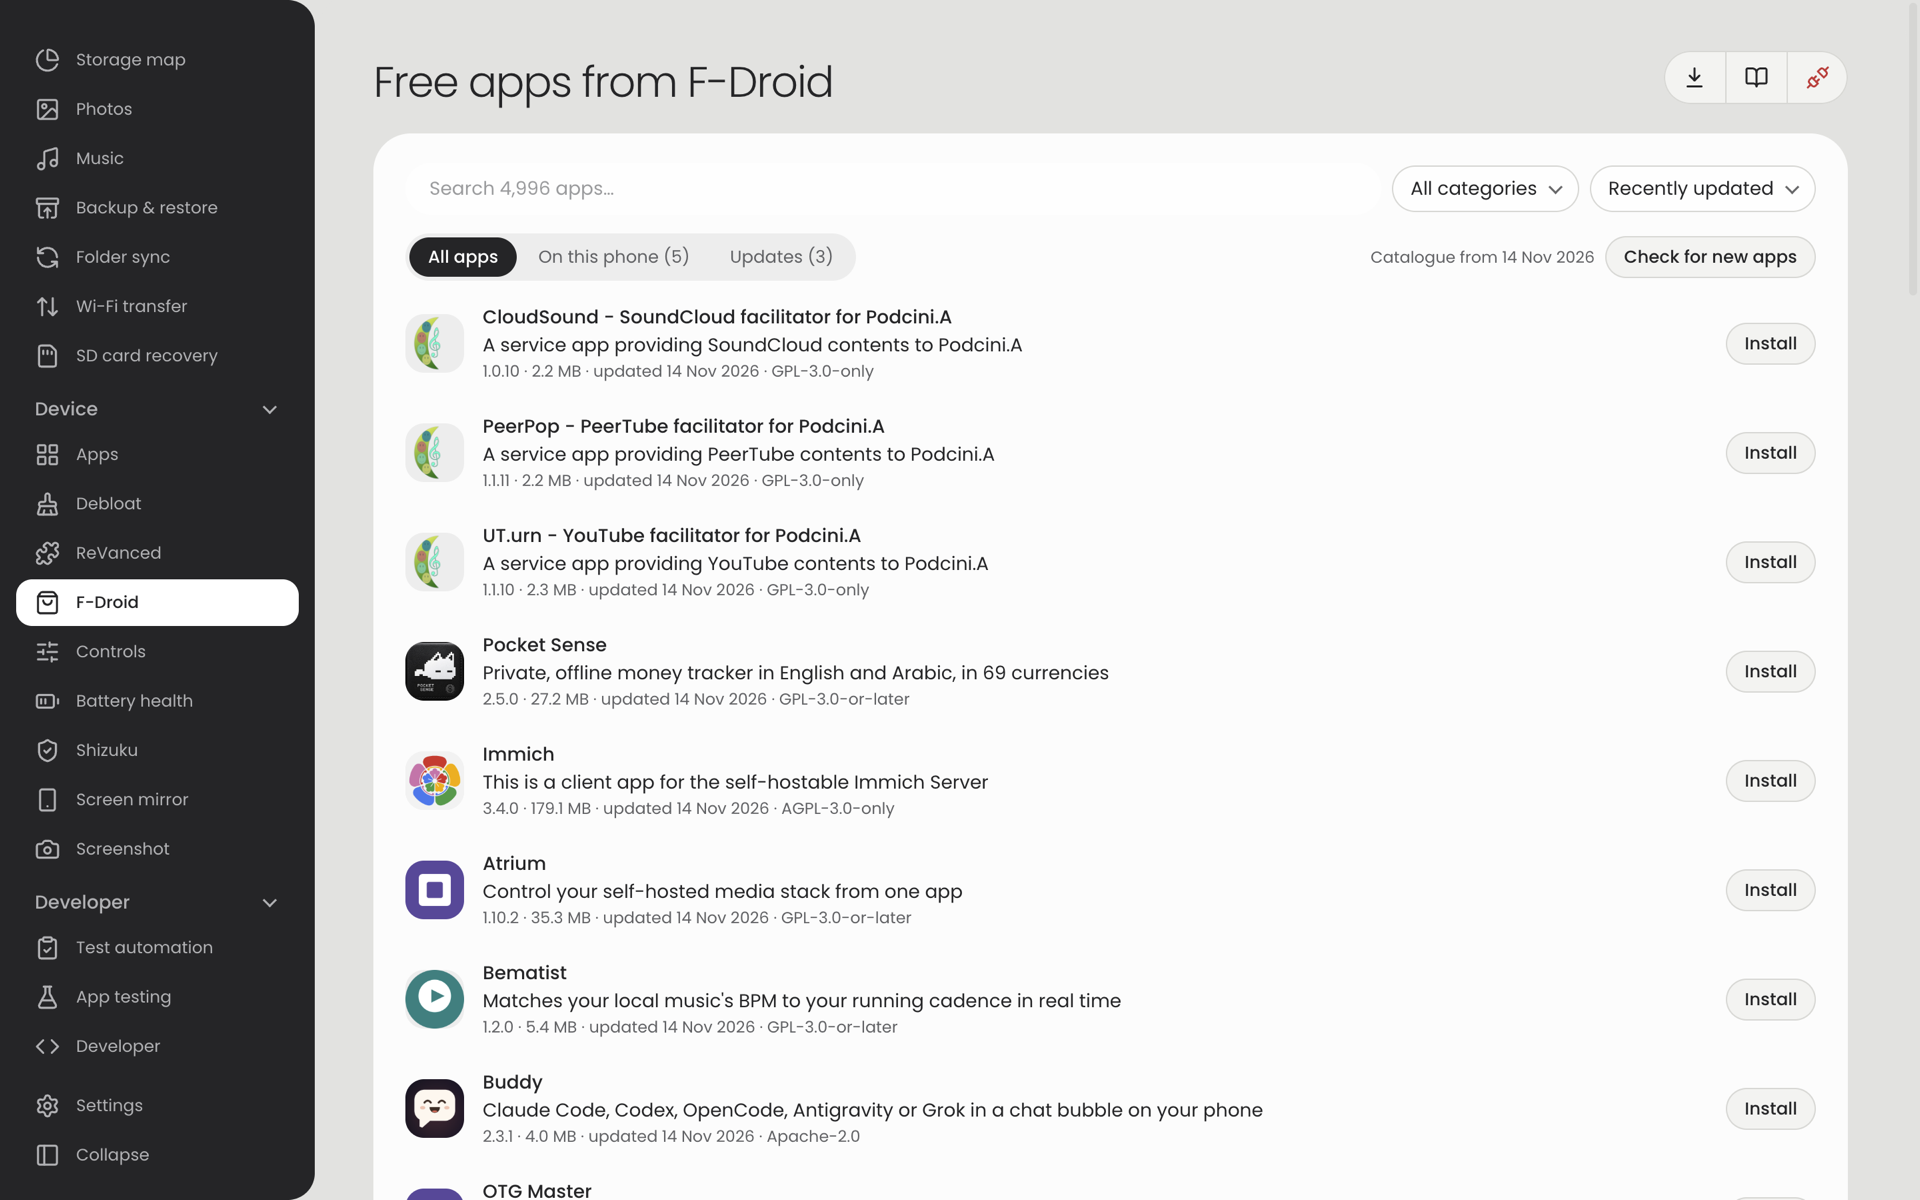 Storage map
Photos
Music
Backup & restore
Folder sync
Wi-Fi transfer
SD card recovery
Device
Apps
Debloat
ReVanced
F-Droid
Controls
Battery health
Shizuku
Screen mirror
Screenshot
Developer
Test automation
App testing
Developer
Settings
Collapse
Free apps from F-Droid
Search 4,996 apps...
All categories
Recently updated
All apps
On this phone (5)
Updates (3)
Catalogue from 14 Nov 2026
Check for new apps
CloudSound - SoundCloud facilitator for Podcini.A
A service app providing SoundCloud contents to Podcini.A
1.0.10 · 2.2 MB · updated 14 Nov 2026 · GPL-3.0-only
Install
PeerPop - PeerTube facilitator for Podcini.A
A service app providing PeerTube contents to Podcini.A
1.1.11 · 2.2 MB · updated 14 Nov 2026 · GPL-3.0-only
Install
UT.urn - YouTube facilitator for Podcini.A
A service app providing YouTube contents to Podcini.A
1.1.10 · 2.3 MB · updated 14 Nov 2026 · GPL-3.0-only
Install
POCKET
SENSE
Pocket Sense
Private, offline money tracker in English and Arabic, in 69 currencies
2.5.0 · 27.2 MB · updated 14 Nov 2026 · GPL-3.0-or-later
Install
Immich
This is a client app for the self-hostable Immich Server
3.4.0 · 179.1 MB · updated 14 Nov 2026 · AGPL-3.0-only
Install
Atrium
Control your self-hosted media stack from one app
1.10.2 · 35.3 MB · updated 14 Nov 2026 · GPL-3.0-or-later
Install
Bematist
Matches your local music's BPM to your running cadence in real time
1.2.0 · 5.4 MB · updated 14 Nov 2026 · GPL-3.0-or-later
Install
Buddy
Claude Code, Codex, OpenCode, Antigravity or Grok in a chat bubble on your phone
2.3.1 · 4.0 MB · updated 14 Nov 2026 · Apache-2.0
Install
OTG Master